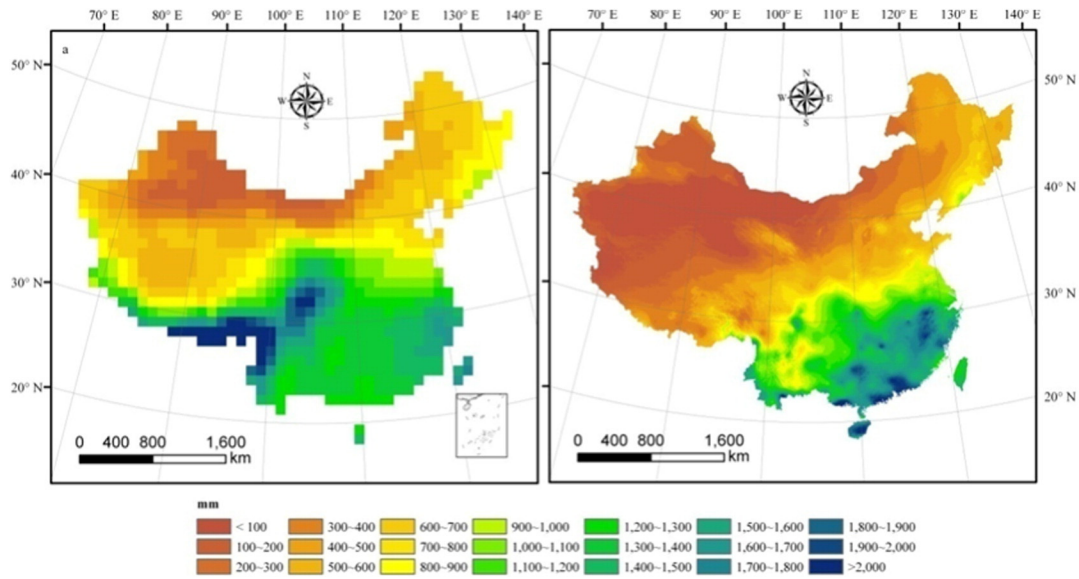 70° E 80° E 90° E 100° E 110° E 120° E 130° E 140° E
70° E 80° E 90° E 100° E 110° E 120° E 130° E 140° E
a
50° N
40° N
30° N
20° N
N
W E
S
0 400 800 1,600
km
N
W E
S
50° N
40° N
30° N
20° N
0 400 800 1,600
km
mm
< 100 300~400 600~700 900~1,000 1,200~1,300 1,500~1,600 1,800~1,900
100~200 400~500 700~800 1,000~1,100 1,300~1,400 1,600~1,700 1,900~2,000
200~300 500~600 800~900 1,100~1,200 1,400~1,500 1,700~1,800 >2,000